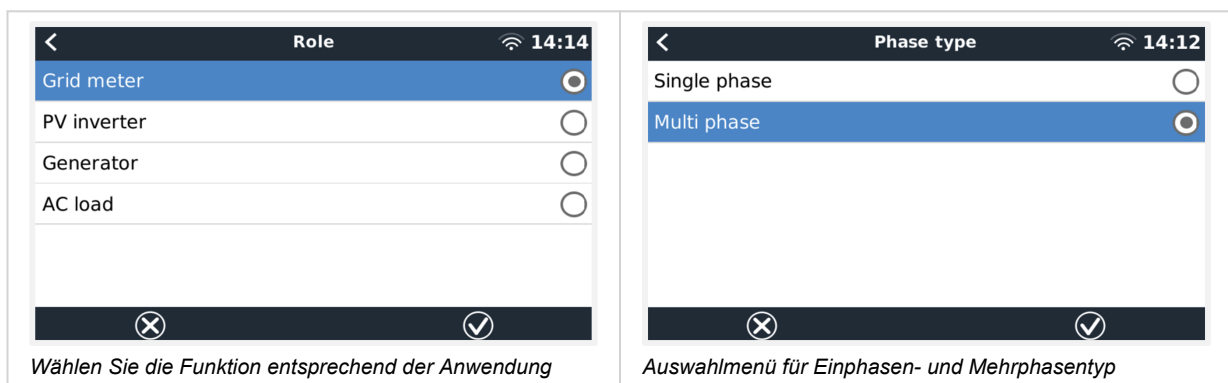 Role 14:14
Grid meter
PV inverter
Generator
AC load
Wählen Sie die Funktion entsprechend der Anwendung
Phase type 14:12
Single phase
Multi phase
Auswahlmenü für Einphasen- und Mehrphasentyp